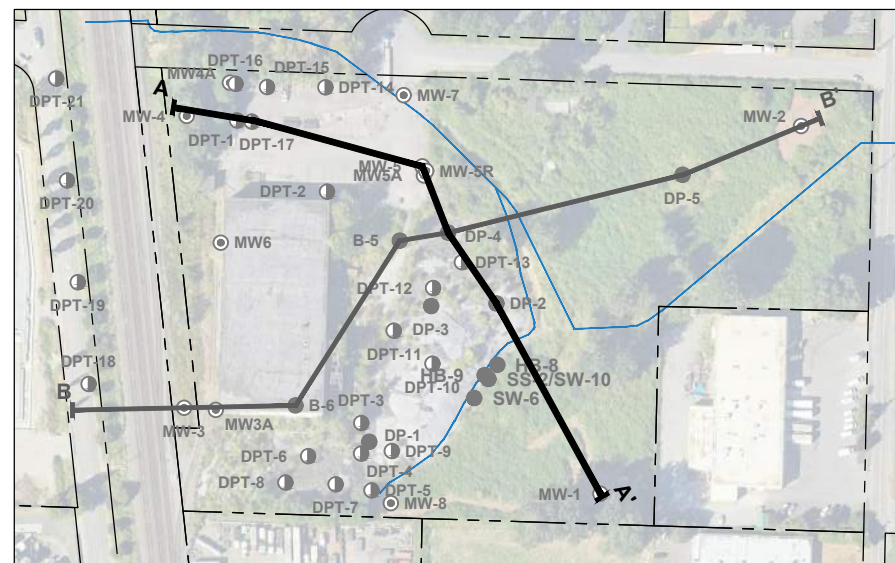 DPT-16
DPT-15
MW4A
DPT-21
A
DPT-14
MW-7
B'
MW-4
MW-2
DPT-1
DPT-17
MW-5
MW5A
MW-5R
DPT-20
DPT-2
DP-5
B-5
DP-4
MW6
DPT-13
DPT-19
DPT-12
DP-2
DP-3
DPT-18
DPT-11
HB-8
HB-9
DPT-10
SS-2/SW-10
B
SW-6
B-6
DPT-3
MW-3
MW3A
DP-1
DPT-6
DPT-9
DPT-4
DPT-8
DPT-5
DPT-7
MW-8
MW-1
A'